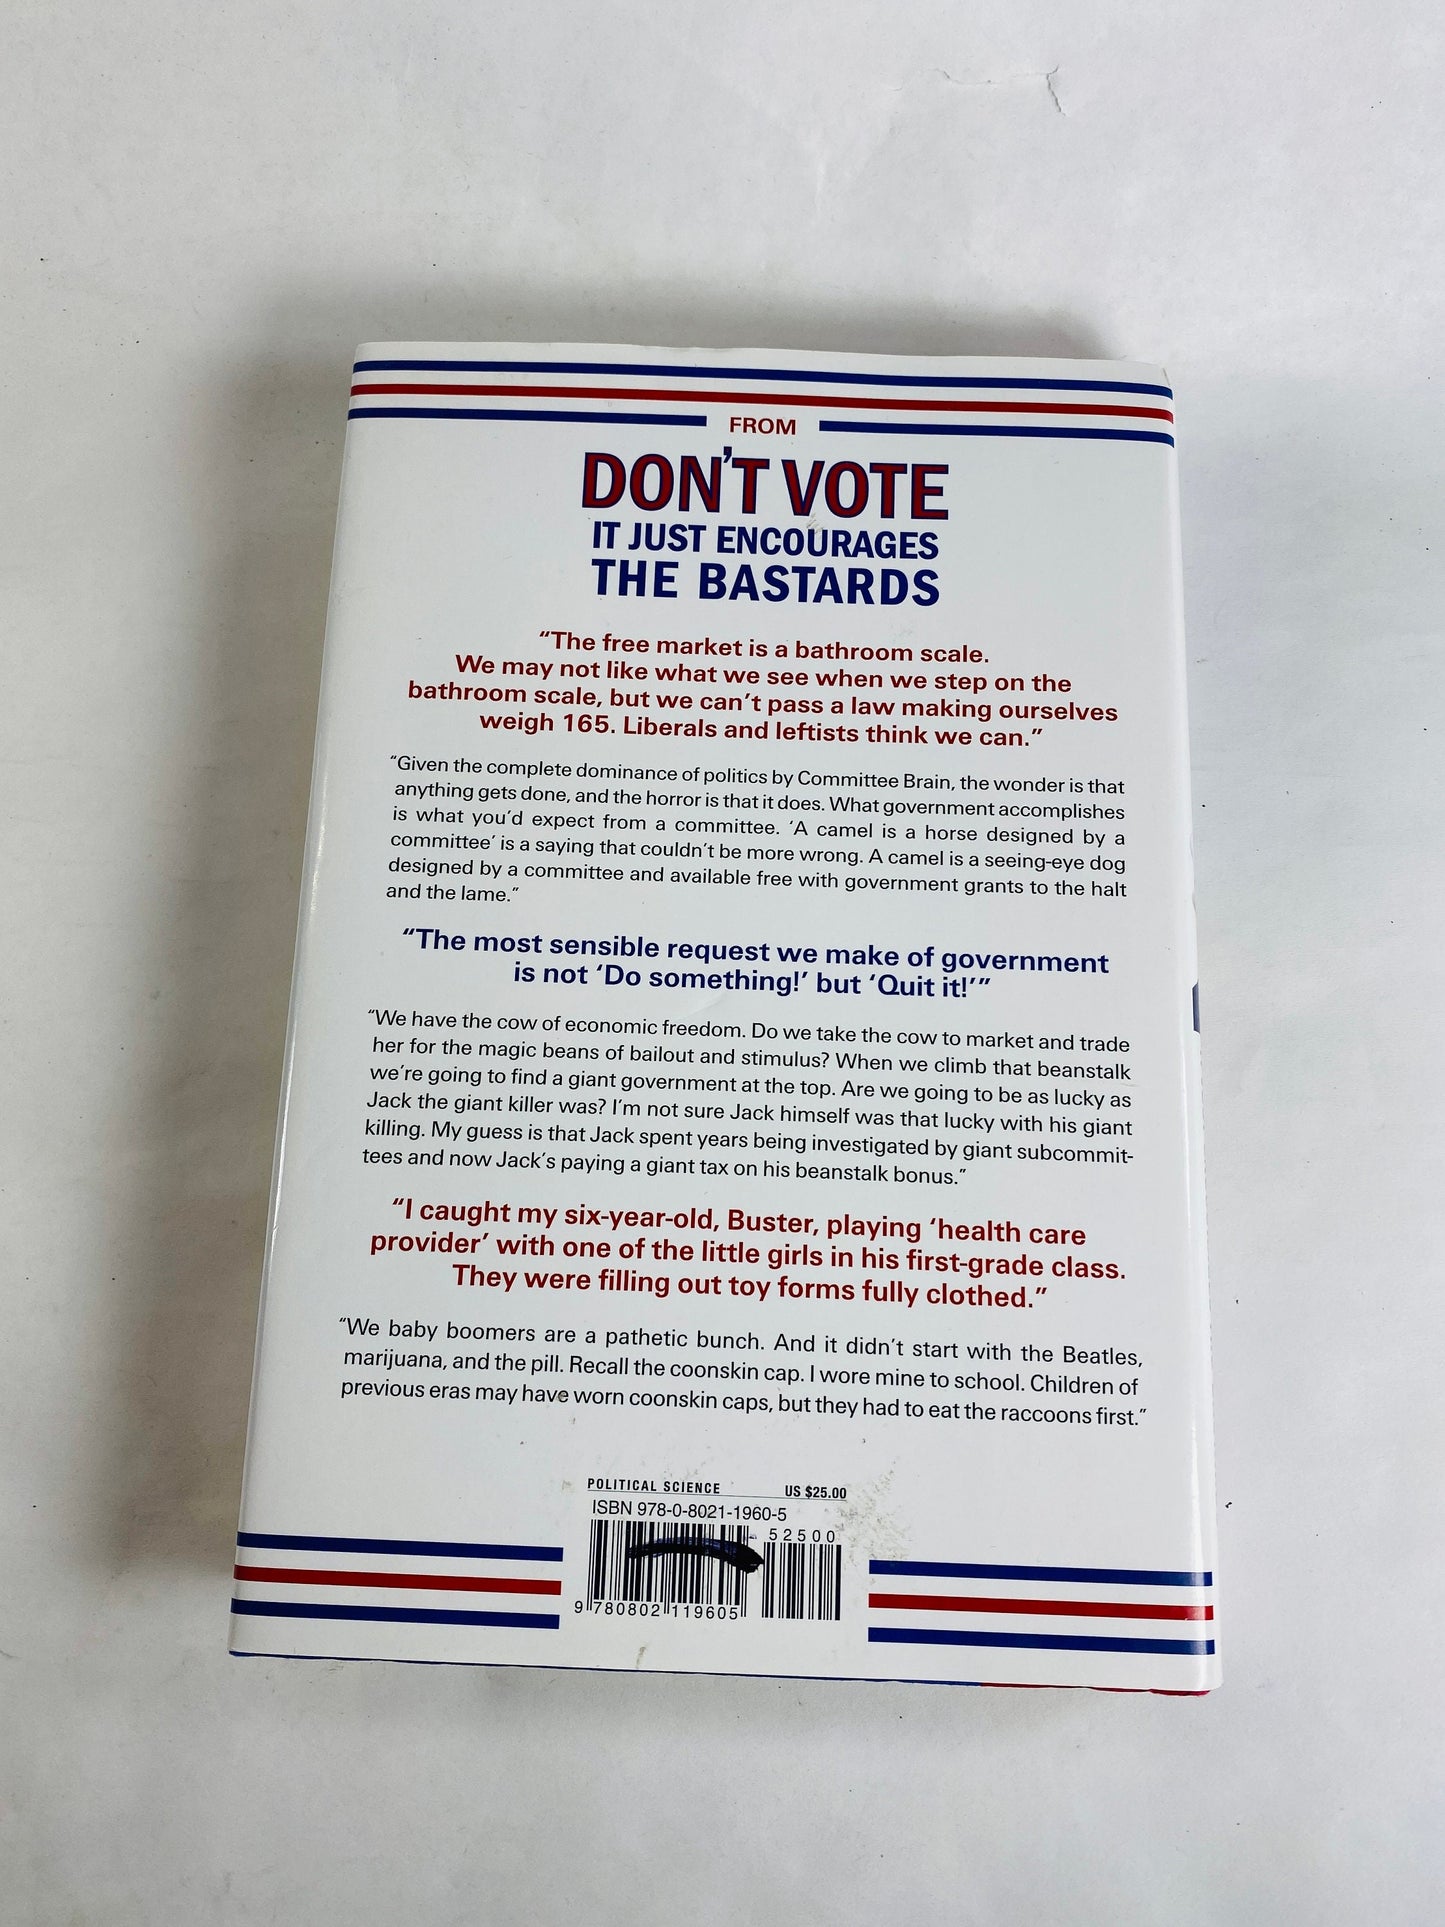 FROM
DON'T VOTE
IT JUST ENCOURAGES
THE BASTARDS
“The free market is a bathroom scale.
We may not like what we see when we step on the
bathroom scale, but we can't pass a law making ourselves
weigh 165. Liberals and leftists think we can.”
“Given the complete dominance of politics by Committee Brain, the wonder is that
anything gets done, and the horror is that it does. What government accomplishes
is what you'd expect from a committee. ‘A camel is a horse designed by a
committee’ is a saying that couldn't be more wrong. A camel is a seeing-eye dog
designed by a committee and available free with government grants to the halt
and the lame.”
“The most sensible request we make of government
is not ‘Do something!’ but ‘Quit it!’”
“We have the cow of economic freedom. Do we take the cow to market and trade
her for the magic beans of bailout and stimulus? When we climb that beanstalk
we're going to find a giant government at the top. Are we going to be as lucky as
Jack the giant killer was? I'm not sure Jack himself was that lucky with his giant
killing. My guess is that Jack spent years being investigated by giant subcommit-
tees and now Jack's paying a giant tax on his beanstalk bonus.”
“I caught my six-year-old, Buster, playing ‘health care
provider’ with one of the little girls in his first-grade class.
They were filling out toy forms fully clothed.”
“We baby boomers are a pathetic bunch. And it didn't start with the Beatles,
marijuana, and the pill. Recall the coonskin cap. I wore mine to school. Children of
previous eras may have worn coonskin caps, but they had to eat the raccoons first.”
POLITICAL SCIENCE US $25.00
ISBN 978-0-8021-1960-5
52500
9 780802 119605